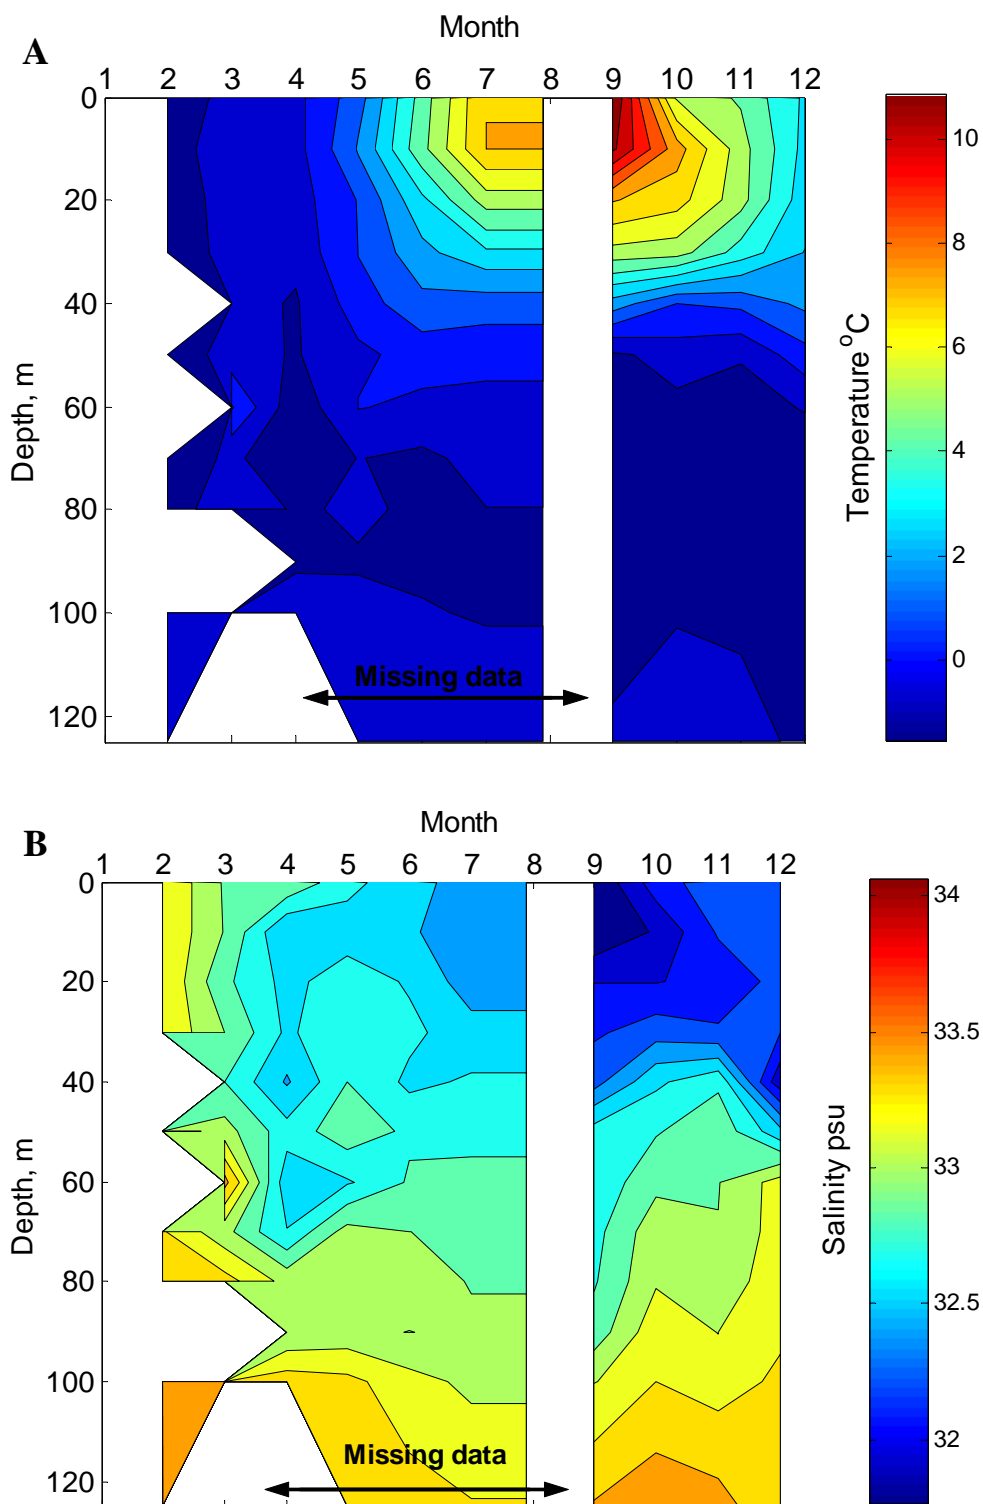 Month
A
1 2 3 4 5 6 7 8 9 10 11 12
0
20
40
60
80
100
120
Depth, m
Missing data
10
8
6
4
2
0
Temperature °C
Month
B
1 2 3 4 5 6 7 8 9 10 11 12
0
20
40
60
80
100
120
Depth, m
Missing data
34
33.5
33
32.5
32
Salinity psu